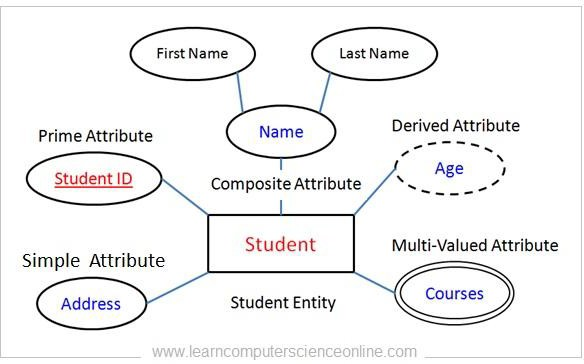 First Name
Last Name
Name
Prime Attribute
Derived Attribute
Student ID
Age
Composite Attribute
Student
Simple Attribute
Multi-Valued Attribute
Address
Student Entity
Courses
www.learncomputerscienceonline.com